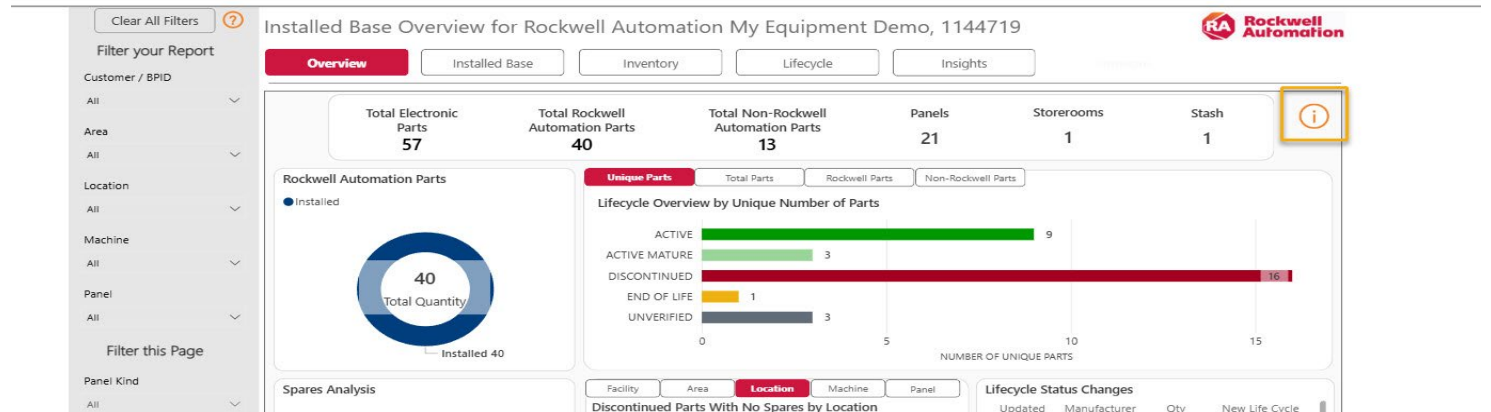 Clear All Filters
?
Installed Base Overview for Rockwell Automation My Equipment Demo, 1144719
RA Rockwell
Automation
Filter your Report
Overview
Installed Base
Inventory
Lifecycle
Insights
Customer / BPID
All
Area
All
Location
All
Machine
All
Panel
All
Filter this Page
Panel Kind
All
Total Electronic
Parts
57
Total Rockwell
Automation Parts
40
Total Non-Rockwell
Automation Parts
13
Panels
21
Storerooms
1
Stash
1
i
Rockwell Automation Parts
Installed
40
Total Quantity
Installed 40
Unique Parts
Total Parts
Rockwell Parts
Non-Rockwell Parts
Lifecycle Overview by Unique Number of Parts
ACTIVE 9
ACTIVE MATURE 3
DISCONTINUED 16
END OF LIFE 1
UNVERIFIED 3
0 5 10 15
NUMBER OF UNIQUE PARTS
Spares Analysis
Facility
Area
Location
Machine
Panel
Discontinued Parts With No Spares by Location
Lifecycle Status Changes
Updated Manufacturer Qty New Life Cycle